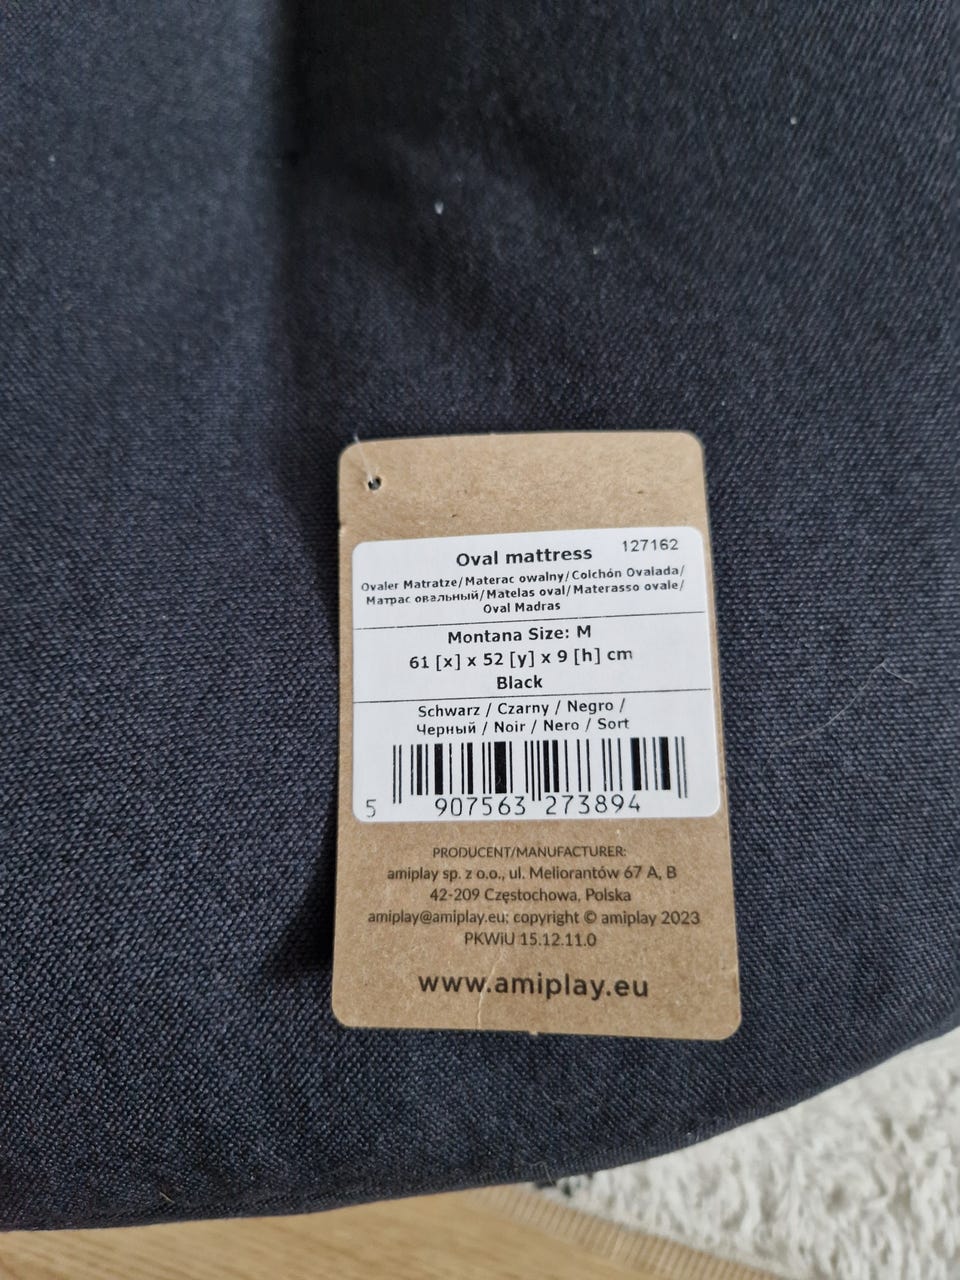 Oval mattress 127162
Ovaler Matratze/Materac owalny/Colchón Ovalada/
Матрас овальный/Matelas oval/Materasso ovale/
Oval Madras
Montana Size: M
61 [x] x 52 [y] x 9 [h] cm
Black
Schwarz / Czarny / Negro /
Черный / Noir / Nero / Sort
5 907563 273894
PRODUCENT/MANUFACTURER:
amiplay sp. z o.o., ul. Meliorantów 67 A, B
42-209 Częstochowa, Polska
amiplay@amiplay.eu; copyright © amiplay 2023
PKWiU 15.12.11.0
www.amiplay.eu